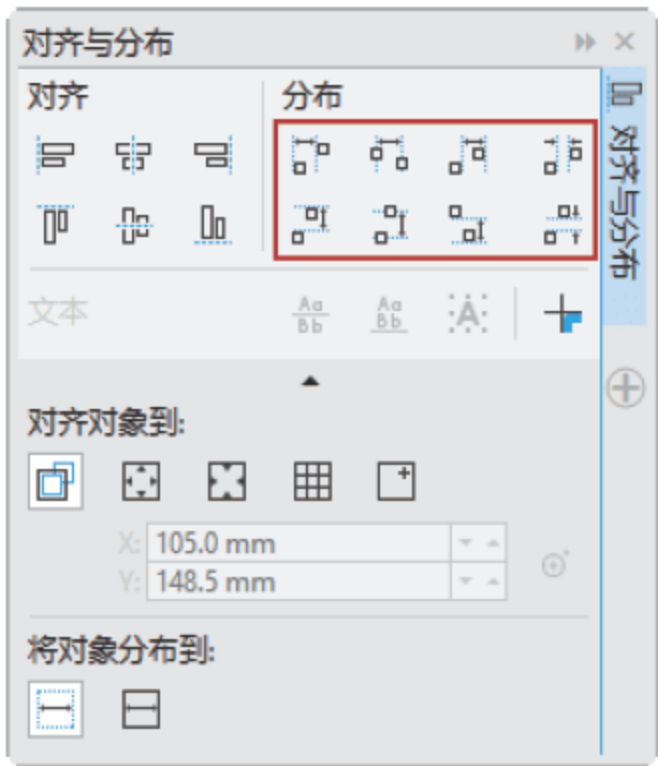 对齐与分布
对齐
分布
文本
Aa
Bb
Aa
Bb
A
对齐对象到:
X: 105.0 mm
Y: 148.5 mm
将对象分布到:
对齐与分布